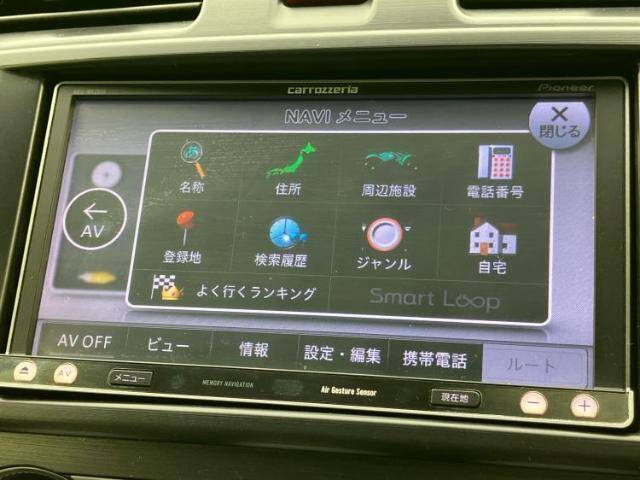 carrozzeria
Pioneer
NAVI メニュー
× 閉じる
名称
住所
周辺施設
電話番号
← AV
登録地
検索履歴
ジャンル
自宅
よく行くランキング
Smart Loop
AV OFF
ビュー
情報
設定・編集
携帯電話
ルート
AV
メニュー
MEMORY NAVIGATION
Air Gesture Sensor
現在地
− +